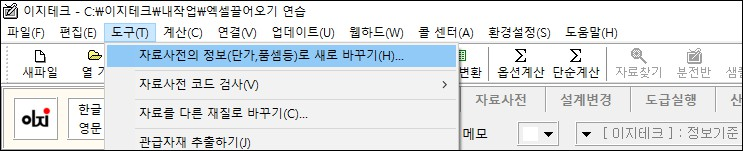 이지테크 - C:\이지테크\내작업\엑셀끌어오기 연습
파일(F) 편집(E) 도구(T) 계산(C) 연결(V) 업데이트(U) 웹하드(W) 콜 센터(A) 환경설정(S) 도움말(H)
자료사전의 정보(단가,품셈등)로 새로 바꾸기(H)...
새파일 열 변환 옵션계산 단순계산 자료찾기 분전반
자료사전 코드 검사(V)
자료사전 설계변경 도급실행
이지 한글
자료를 다른 재질로 바꾸기(C)...
영문 메모 [ 이지테크 ] : 정보기준
관급자재 추출하기(J)